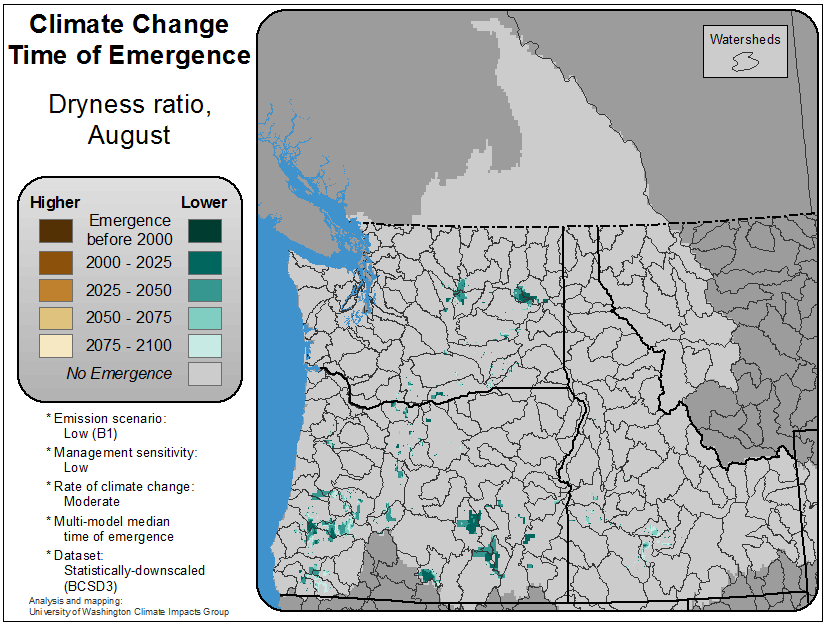 Climate Change
Time of Emergence
Dryness ratio,
August
Higher
Lower
Emergence
before 2000
2000 - 2025
2025 - 2050
2050 - 2075
2075 - 2100
No Emergence
* Emission scenario:
Low (B1)
* Management sensitivity:
Low
* Rate of climate change:
Moderate
* Multi-model median
time of emergence
* Dataset:
Statistically-downscaled
(BCSD3)
Analysis and mapping:
University of Washington Climate Impacts Group
Watersheds